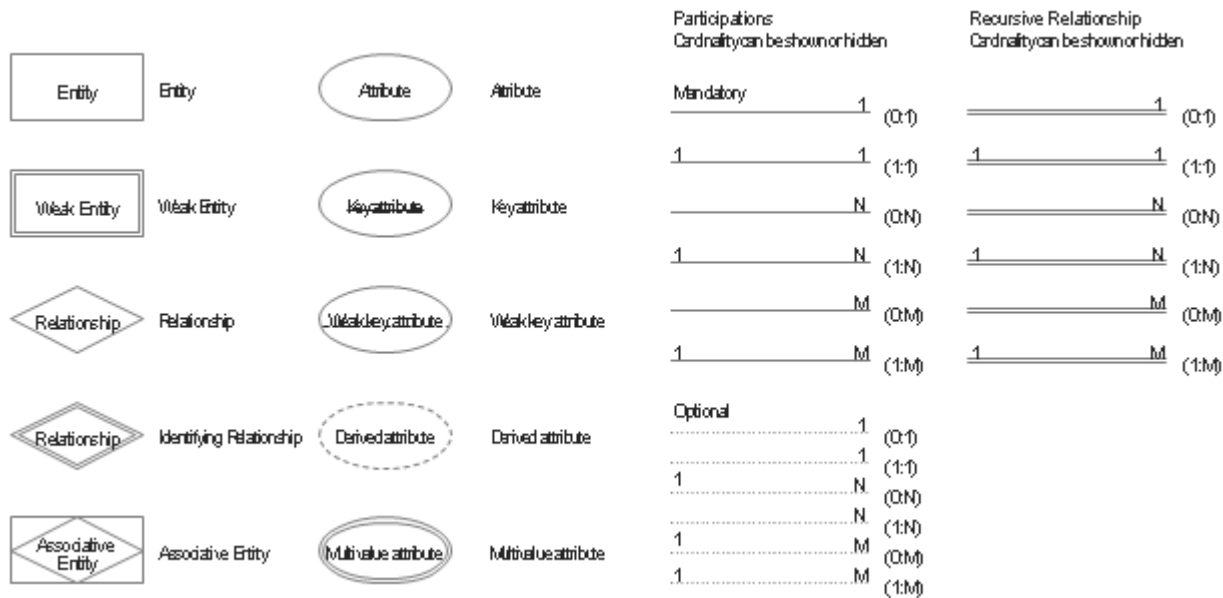 Entity
Entity
Attribute
Attribute
Weak Entity
Weak Entity
Key attribute
Key attribute
Relationship
Relationship
Weak key attribute
Weak key attribute
Relationship
Identifying Relationship
Derived attribute
Derived attribute
Associative
Entity
Associative Entity
Multivalue attribute
Multivalue attribute
Participations
Cardinality can be shown or hidden
Mandatory
1 (0:1)
1 1 (1:1)
N (0:N)
1 N (1:N)
M (0:M)
1 M (1:M)
Optional
1 (0:1)
1 (1:1)
1 N (0:N)
N (1:N)
1 M (0:M)
1 M (1:M)
Recursive Relationship
Cardinality can be shown or hidden
1 (0:1)
1 1 (1:1)
N (0:N)
1 N (1:N)
M (0:M)
1 M (1:M)